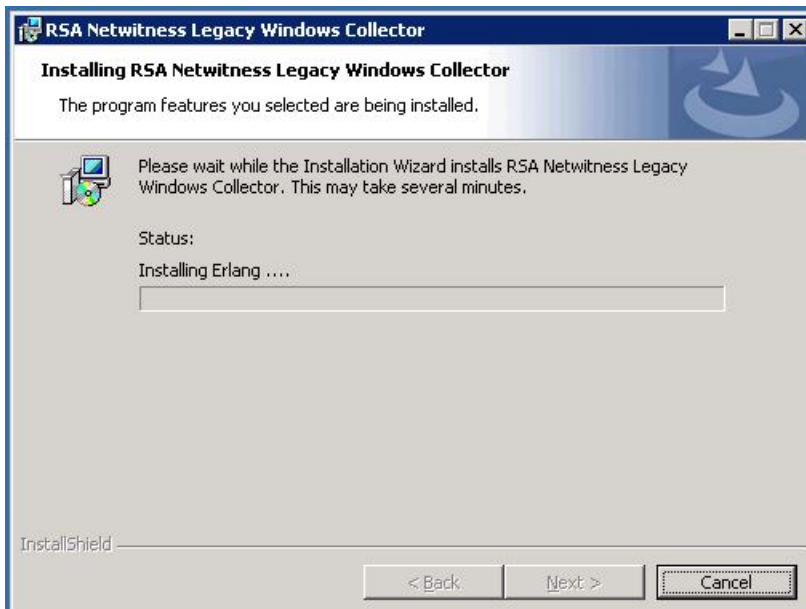 RSA Netwitness Legacy Windows Collector
Installing RSA Netwitness Legacy Windows Collector
The program features you selected are being installed.
Please wait while the Installation Wizard installs RSA Netwitness Legacy
Windows Collector. This may take several minutes.
Status:
Installing Erlang ....
InstallShield
< Back
Next >
Cancel